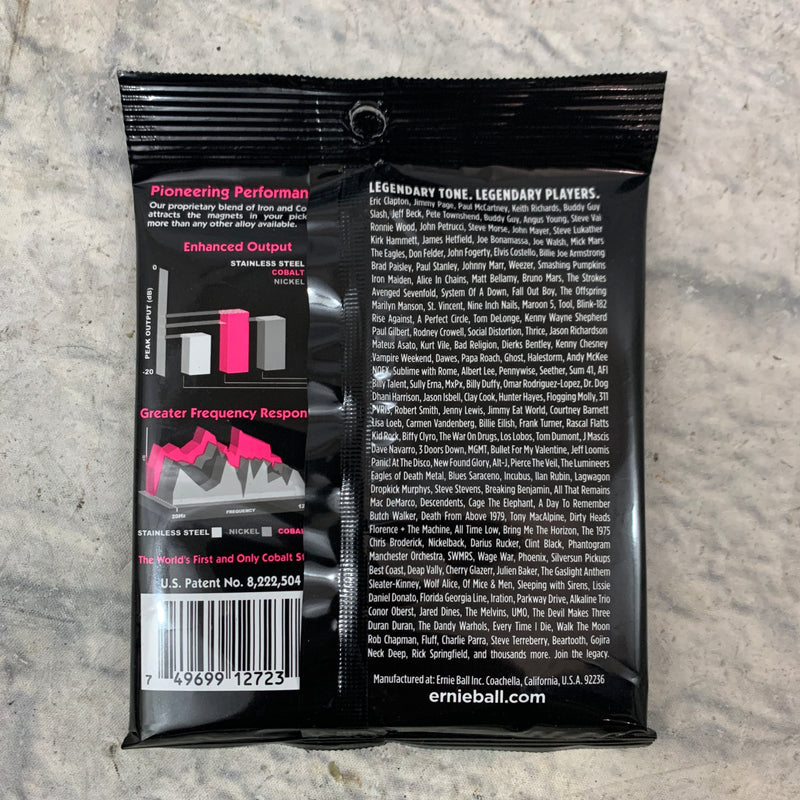 Pioneering Performan
Our proprietary blend of Iron and Co
attracts the magnets in your pick
more than any other alloy available.
Enhanced Output
STAINLESS STEEL
COBALT
NICKEL
0
PEAK OUTPUT (dB)
-20
Greater Frequency Respon
dB
20Hz
FREQUENCY
12
STAINLESS STEEL
NICKEL
COBAL
The World's First and Only Cobalt St
U.S. Patent No. 8,222,504
7 49699 12723
LEGENDARY TONE. LEGENDARY PLAYERS.
Eric Clapton, Jimmy Page, Paul McCartney, Keith Richards, Buddy Guy
Slash, Jeff Beck, Pete Townshend, Buddy Guy, Angus Young, Steve Vai
Ronnie Wood, John Petrucci, Steve Morse, John Mayer, Steve Lukather
Kirk Hammett, James Hetfield, Joe Bonamassa, Joe Walsh, Mick Mars
The Eagles, Don Felder, John Fogerty, Elvis Costello, Billie Joe Armstrong
Brad Paisley, Paul Stanley, Johnny Marr, Weezer, Smashing Pumpkins
Iron Maiden, Alice In Chains, Matt Bellamy, Bruno Mars, The Strokes
Avenged Sevenfold, System Of A Down, Fall Out Boy, The Offspring
Marilyn Manson, St. Vincent, Nine Inch Nails, Maroon 5, Tool, Blink-182
Rise Against, A Perfect Circle, Tom DeLonge, Kenny Wayne Shepherd
Paul Gilbert, Rodney Crowell, Social Distortion, Thrice, Jason Richardson
Mateus Asato, Kurt Vile, Bad Religion, Dierks Bentley, Kenny Chesney
Vampire Weekend, Dawes, Papa Roach, Ghost, Halestorm, Andy McKee
NOFX, Sublime with Rome, Albert Lee, Pennywise, Seether, Sum 41, AFI
Billy Talent, Sully Erna, MxPx, Billy Duffy, Omar Rodriguez-Lopez, Dr. Dog
Dhani Harrison, Jason Isbell, Clay Cook, Hunter Hayes, Flogging Molly, 311
PVRIS, Robert Smith, Jenny Lewis, Jimmy Eat World, Courtney Barnett
Lisa Loeb, Carmen Vandenberg, Billie Eilish, Frank Turner, Rascal Flatts
Kid Rock, Biffy Clyro, The War On Drugs, Los Lobos, Tom Dumont, J Mascis
Dave Navarro, 3 Doors Down, MGMT, Bullet For My Valentine, Jeff Loomis
Panic! At The Disco, New Found Glory, Alt-J, Pierce The Veil, The Lumineers
Eagles of Death Metal, Blues Saraceno, Incubus, Ilan Rubin, Lagwagon
Dropkick Murphys, Steve Stevens, Breaking Benjamin, All That Remains
Mac DeMarco, Descendents, Cage The Elephant, A Day To Remember
Butch Walker, Death From Above 1979, Tony MacAlpine, Dirty Heads
Florence + The Machine, All Time Low, Bring Me The Horizon, The 1975
Chris Broderick, Nickelback, Darius Rucker, Clint Black, Phantogram
Manchester Orchestra, SWMRS, Wage War, Phoenix, Silversun Pickups
Best Coast, Deap Vally, Cherry Glazerr, Julien Baker, The Gaslight Anthem
Sleater-Kinney, Wolf Alice, Of Mice & Men, Sleeping with Sirens, Lissie
Daniel Donato, Florida Georgia Line, Iration, Parkway Drive, Alkaline Trio
Conor Oberst, Jared Dines, The Melvins, UMO, The Devil Makes Three
Duran Duran, The Dandy Warhols, Every Time I Die, Walk The Moon
Rob Chapman, Fluff, Charlie Parra, Steve Terreberry, Beartooth, Gojira
Neck Deep, Rick Springfield, and thousands more. Join the legacy.
Manufactured at: Ernie Ball Inc. Coachella, California, U.S.A. 92236
ernieball.com